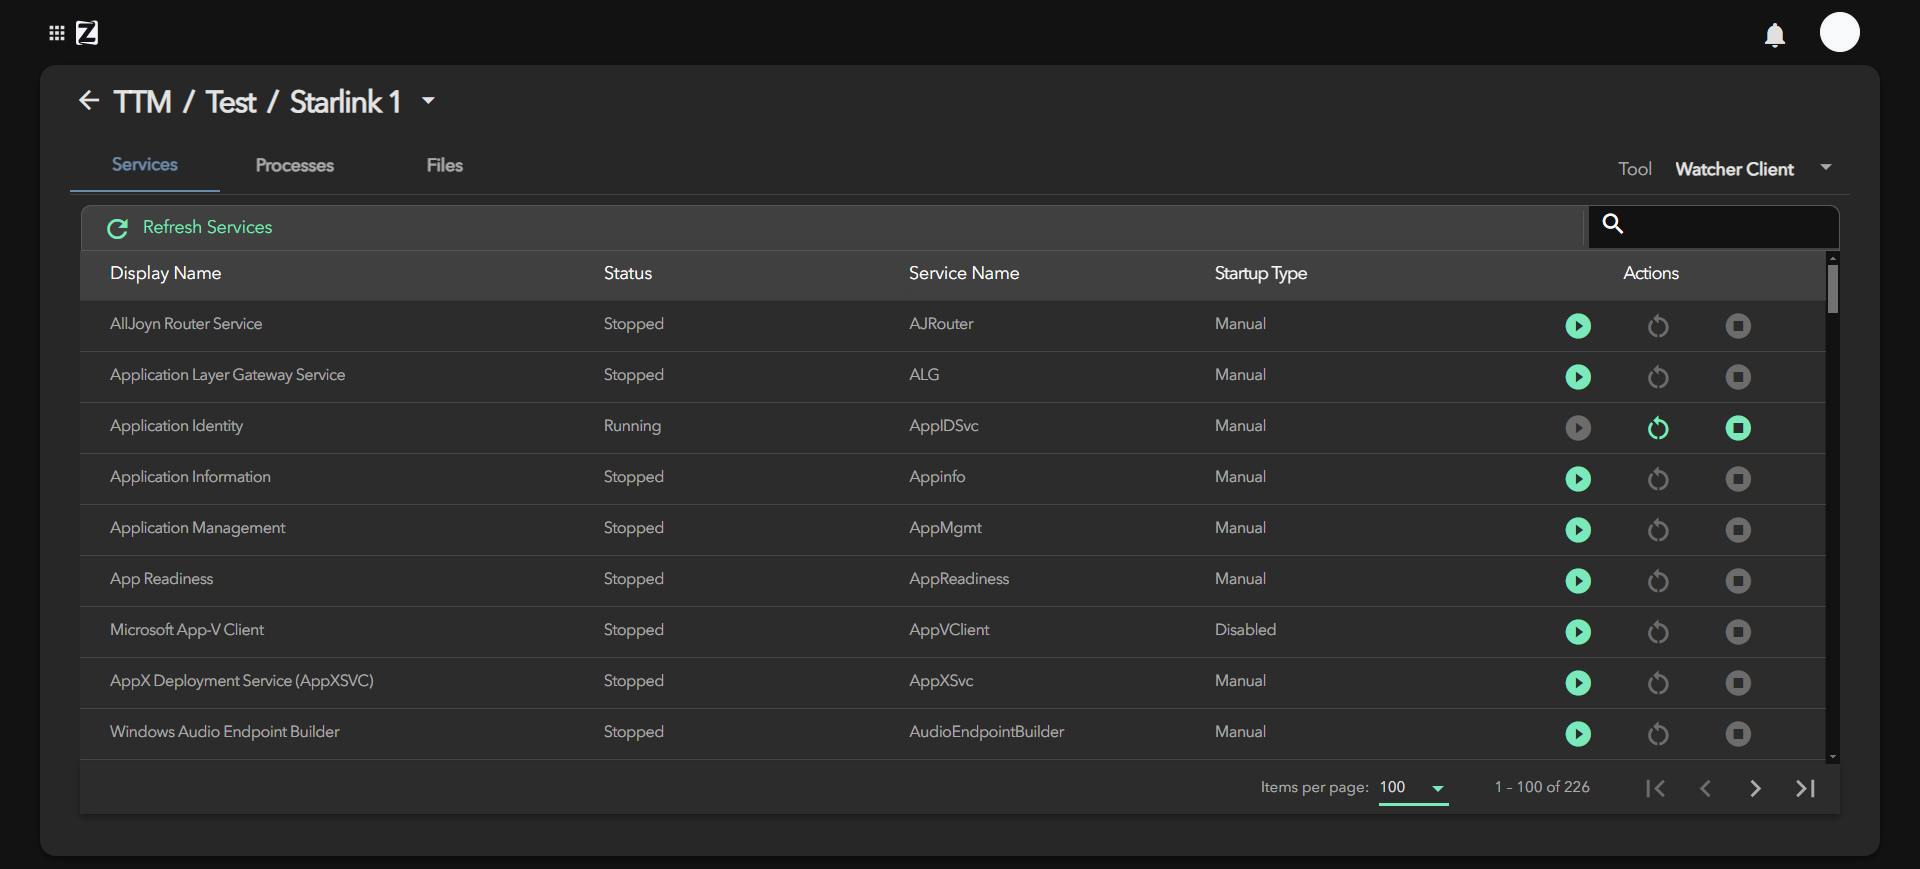 Z
TTM / Test / Starlink 1
Services Processes Files Tool Watcher Client
Refresh Services
Display Name Status Service Name Startup Type Actions
AllJoyn Router Service Stopped AJRouter Manual
Application Layer Gateway Service Stopped ALG Manual
Application Identity Running AppIDSvc Manual
Application Information Stopped Appinfo Manual
Application Management Stopped AppMgmt Manual
App Readiness Stopped AppReadiness Manual
Microsoft App-V Client Stopped AppVClient Disabled
AppX Deployment Service (AppXSVC) Stopped AppXSvc Manual
Windows Audio Endpoint Builder Stopped AudioEndpointBuilder Manual
Items per page: 100 1 - 100 of 226